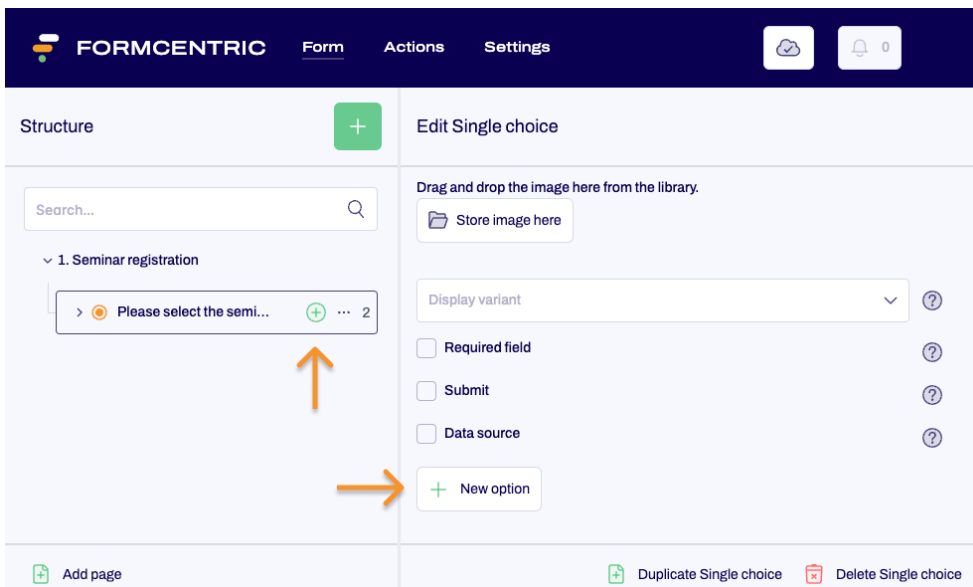 FORMCENTRIC Form Actions Settings 0
Structure
Edit Single choice
Search...
1. Seminar registration
Please select the semi... ... 2
Drag and drop the image here from the library.
Store image here
Display variant
?
Required field
?
Submit
?
Data source
?
New option
Add page
Duplicate Single choice
Delete Single choice